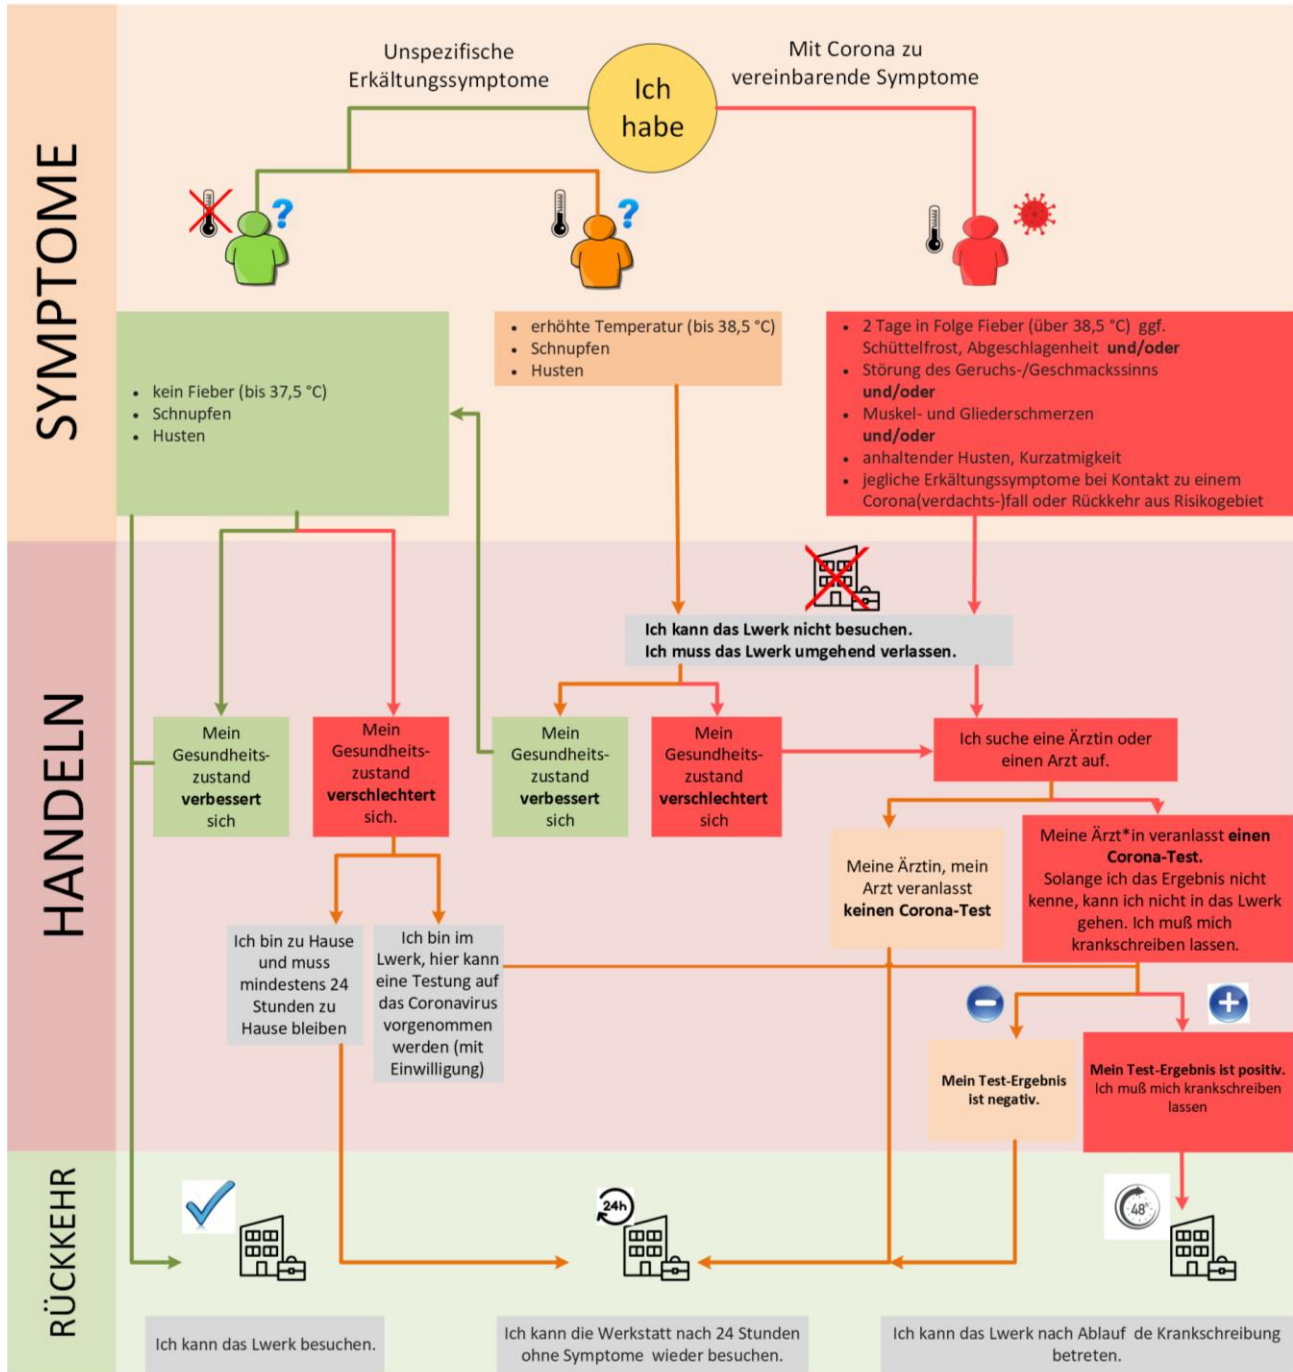 SYMPTOME
Unspezifische
Erkältungssymptome
Ich
habe
Mit Corona zu
vereinbarende Symptome
?
?
• kein Fieber (bis 37,5 °C)
• Schnupfen
• Husten
• erhöhte Temperatur (bis 38,5 °C)
• Schnupfen
• Husten
• 2 Tage in Folge Fieber (über 38,5 °C) ggf.
Schüttelfrost, Abgeschlagenheit und/oder
• Störung des Geruchs-/Geschmackssinns
und/oder
• Muskel- und Gliederschmerzen
und/oder
• anhaltender Husten, Kurzatmigkeit
• jegliche Erkältungssymptome bei Kontakt zu einem
Corona(verdachts-)fall oder Rückkehr aus Risikogebiet
HANDELN
Ich kann das Lwerk nicht besuchen.
Ich muss das Lwerk umgehend verlassen.
Mein
Gesundheits-
zustand
verbessert
sich
Mein
Gesundheits-
zustand
verschlechtert
sich.
Mein
Gesundheits-
zustand
verbessert
sich
Mein
Gesundheits-
zustand
verschlechtert
sich
Ich suche eine Ärztin oder
einen Arzt auf.
Meine Ärztin, mein
Arzt veranlasst
keinen Corona-Test
Meine Ärzt*in veranlasst einen
Corona-Test.
Solange ich das Ergebnis nicht
kenne, kann ich nicht in das Lwerk
gehen. Ich muß mich
krankschreiben lassen.
Ich bin zu Hause
und muss
mindestens 24
Stunden zu
Hause bleiben
Ich bin im
Lwerk, hier kann
eine Testung auf
das Coronavirus
vorgenommen
werden (mit
Einwilligung)
Mein Test-Ergebnis
ist negativ.
Mein Test-Ergebnis ist positiv.
Ich muß mich krankschreiben
lassen
RÜCKKEHR
24h
48h
Ich kann das Lwerk besuchen.
Ich kann die Werkstatt nach 24 Stunden
ohne Symptome wieder besuchen.
Ich kann das Lwerk nach Ablauf de Krankschreibung
betreten.